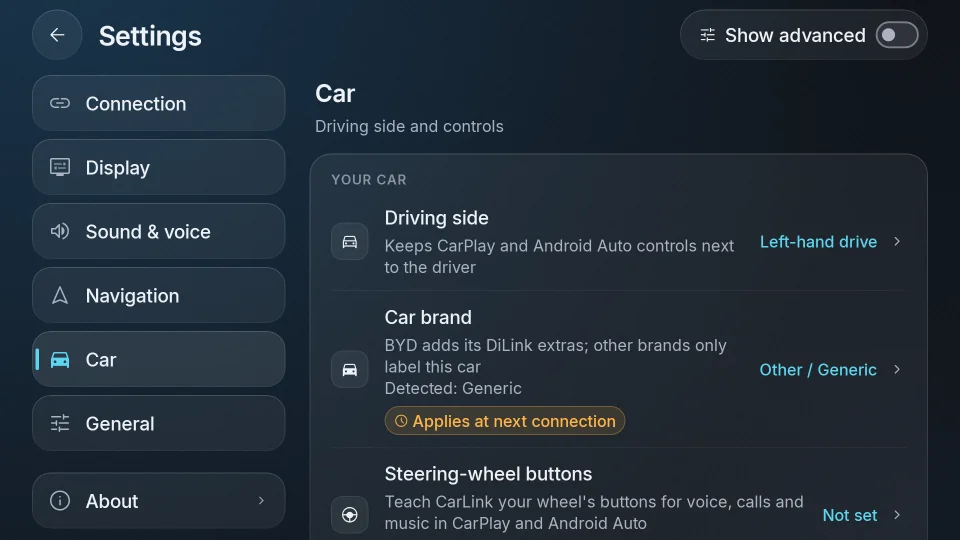 Settings
Show advanced
Connection
Display
Sound & voice
Navigation
Car
General
About
Car
Driving side and controls
YOUR CAR
Driving side
Keeps CarPlay and Android Auto controls next
to the driver
Left-hand drive
Car brand
BYD adds its DiLink extras; other brands only
label this car
Detected: Generic
Applies at next connection
Other / Generic
Steering-wheel buttons
Teach CarLink your wheel's buttons for voice, calls and
music in CarPlay and Android Auto
Not set